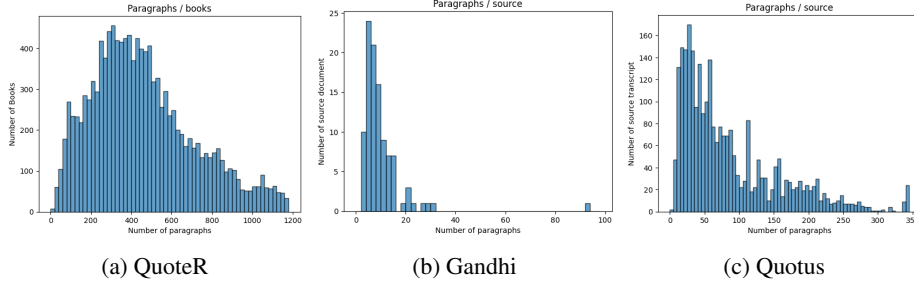 Paragraphs / books
Number of Books
400
300
200
100
0
0 200 400 600 800 1000 1200
Number of paragraphs
(a) QuoteR
Paragraphs / source
Number of source document
25
20
15
10
5
0
0 20 40 60 80 100
Number of paragraphs
(b) Gandhi
Paragraphs / source
Number of source transcript
160
140
120
100
80
60
40
20
0
0 50 100 150 200 250 300
Number of paragraphs
(c) Quotus